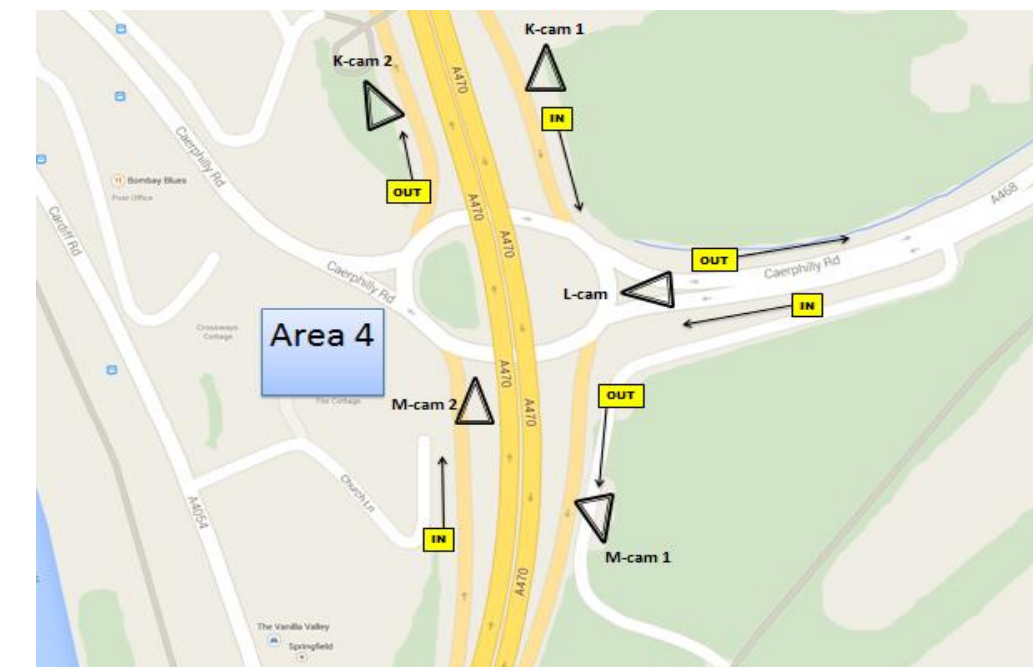 K-cam 1
K-cam 2
A470
A470
IN
Caerphilly Rd
Bombay Blues
Post Office
OUT
A470
A470
A468
Cardiff Rd
OUT
Caerphilly Rd
Caerphilly Rd
L-cam
IN
Area 4
Crossways
Cottage
A470
OUT
The Cottage
M-cam 2
A470
Church Ln
A4054
IN
M-cam 1
A470
The Vanilla Valley
Springfield